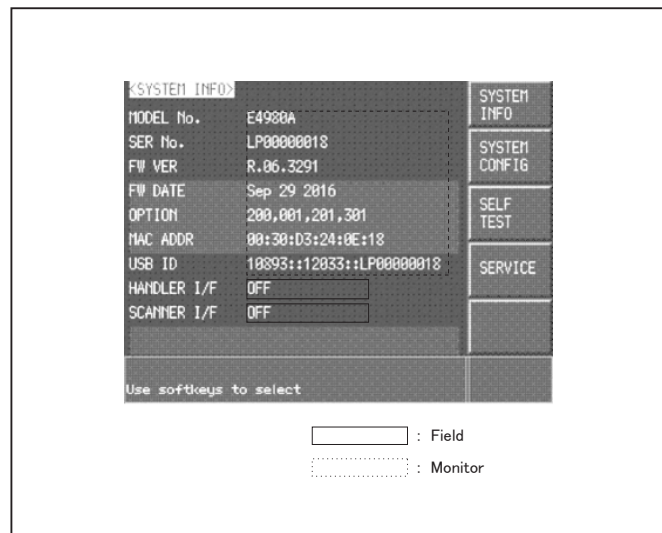 <SYSTEM INFO>
MODEL No. E4980A
SER No. LP00000018
FW VER R.06.3291
FW DATE Sep 29 2016
OPTION 200,001,201,301
MAC ADDR 00:30:D3:24:0E:18
USB ID 10893::12033::LP00000018
HANDLER I/F OFF
SCANNER I/F OFF
Use softkeys to select
SYSTEM
INFO
SYSTEM
CONFIG
SELF
TEST
SERVICE
: Field
: Monitor